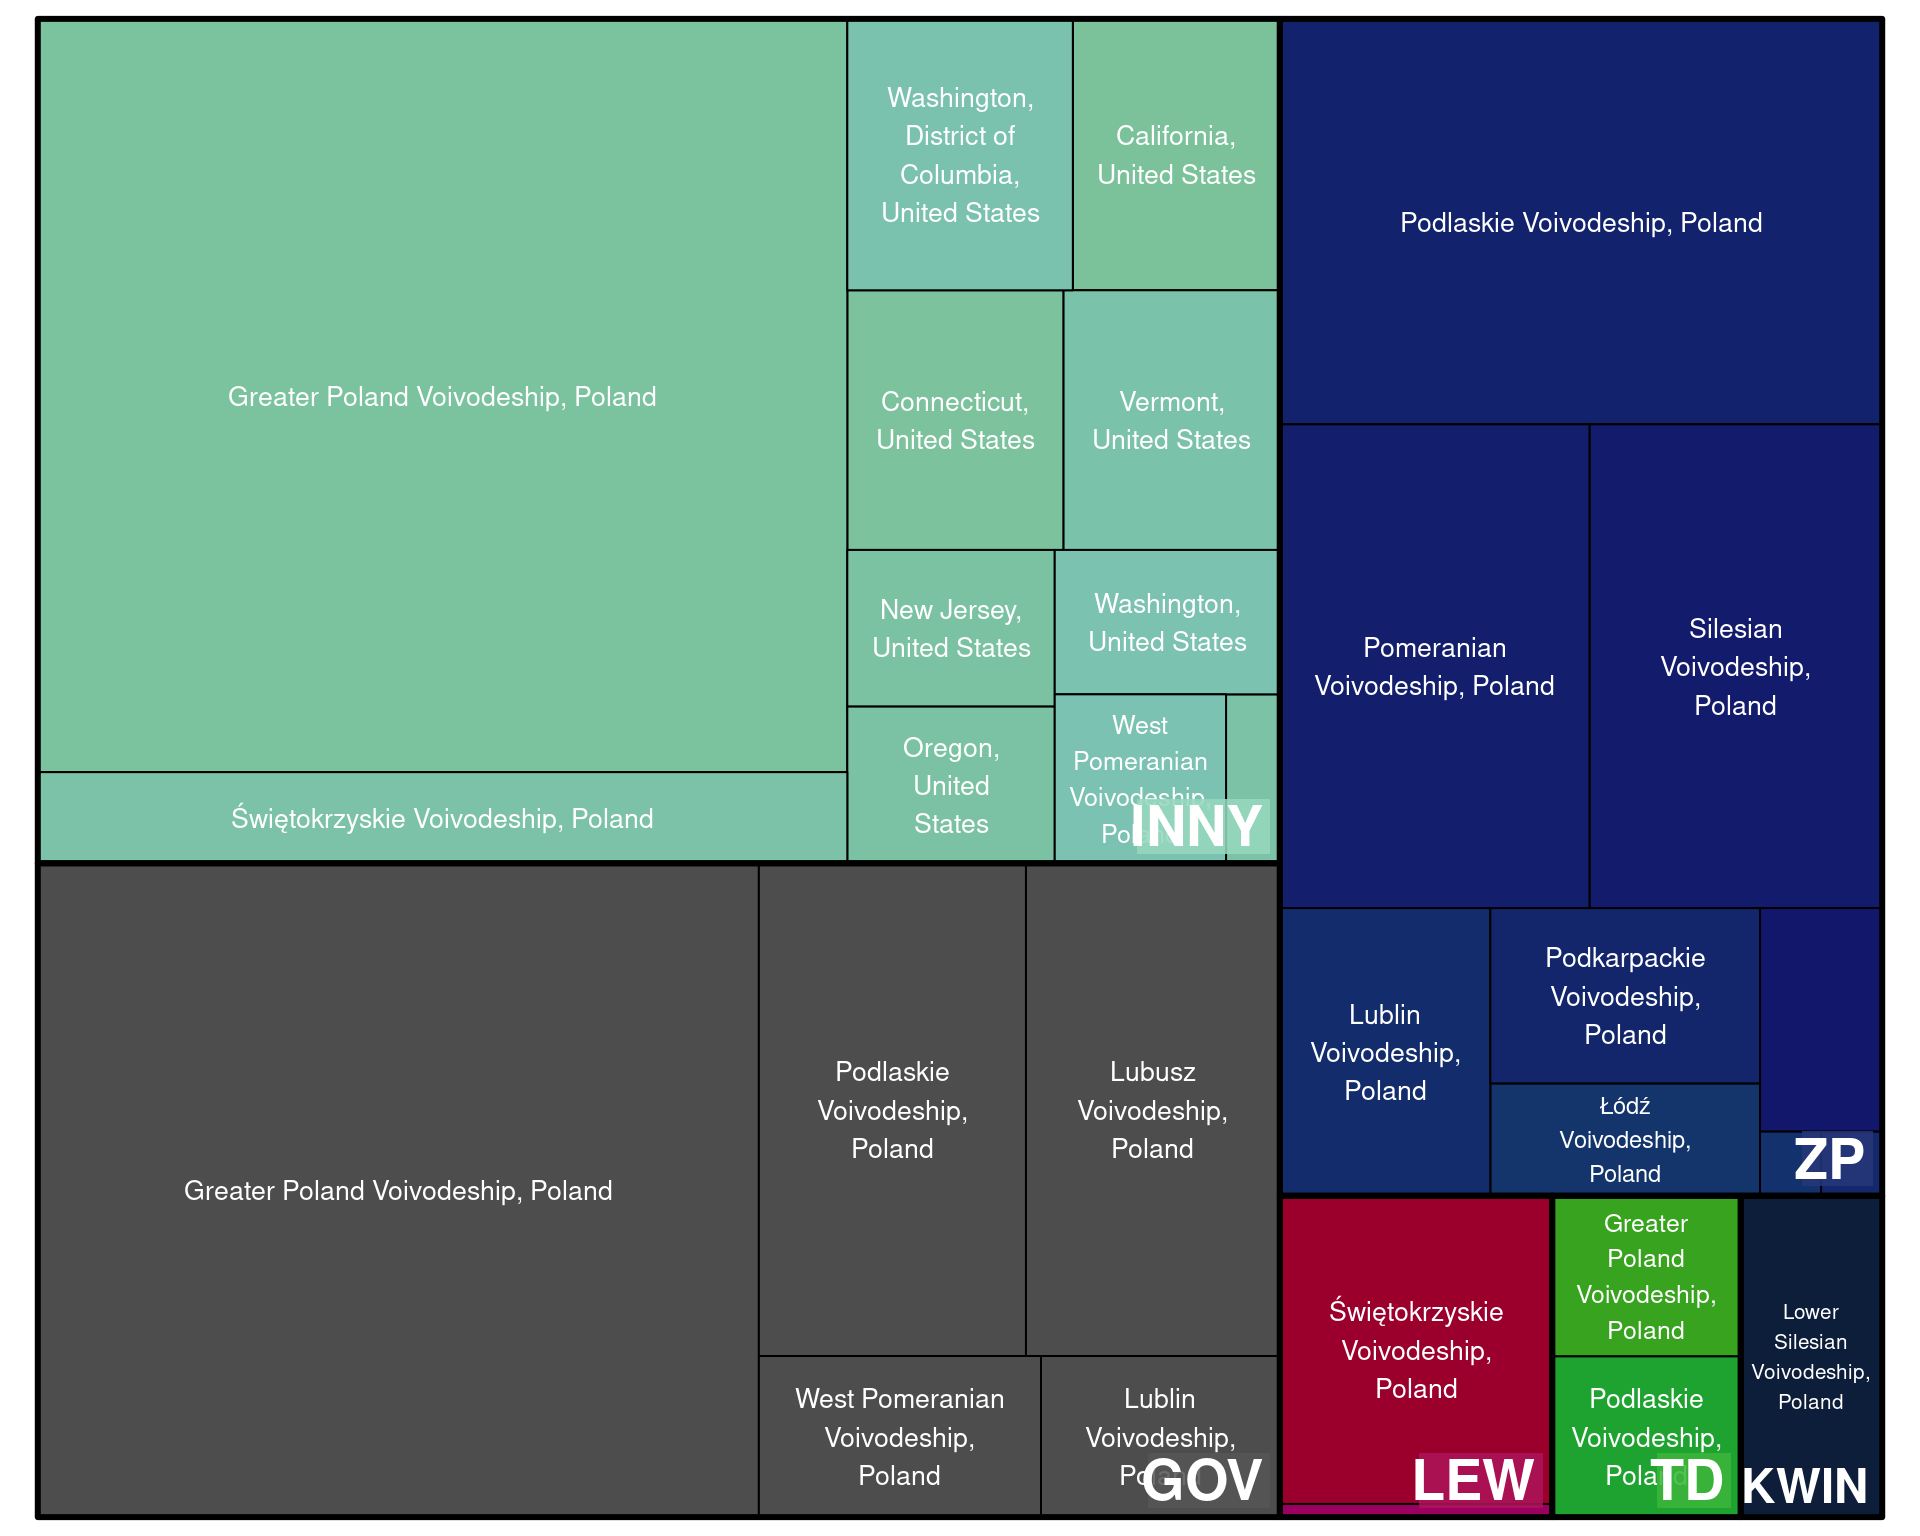 Greater Poland Voivodeship, Poland
Świętokrzyskie Voivodeship, Poland
Washington,
District of
Columbia,
United States
California,
United States
Connecticut,
United States
Vermont,
United States
New Jersey,
United States
Washington,
United States
Oregon,
United
States
West
Pomeranian
Voivodeship,
Poland
INNY
Greater Poland Voivodeship, Poland
Podlaskie
Voivodeship,
Poland
Lubusz
Voivodeship,
Poland
West Pomeranian
Voivodeship,
Poland
Lublin
Voivodeship,
Poland
GOV
Podlaskie Voivodeship, Poland
Pomeranian
Voivodeship, Poland
Silesian
Voivodeship,
Poland
Lublin
Voivodeship,
Poland
Podkarpackie
Voivodeship,
Poland
Łódź
Voivodeship,
Poland
ZP
Świętokrzyskie
Voivodeship,
Poland
LEW
Greater
Poland
Voivodeship,
Poland
Podlaskie
Voivodeship,
Poland
TD
Lower
Silesian
Voivodeship,
Poland
KWIN